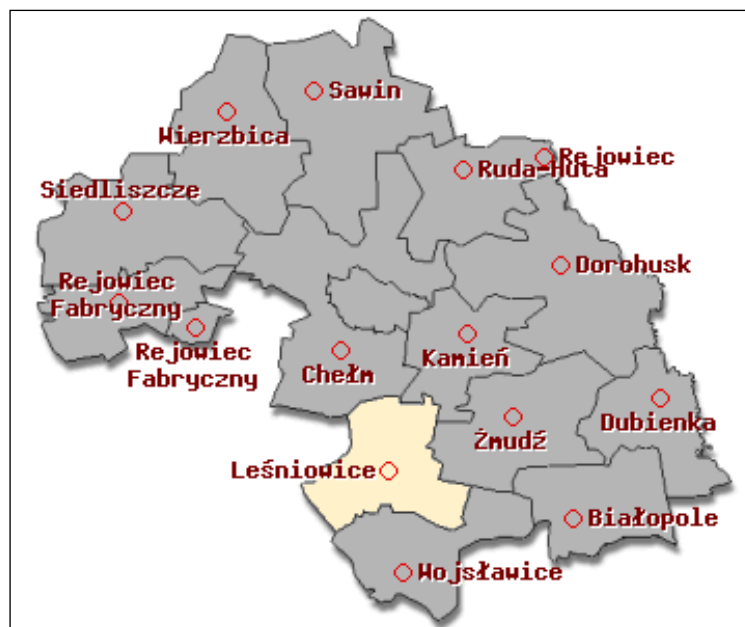 Sawin
Wierzbica
Rejowiec
Ruda-Huta
Siedliszcze
Dorohusk
Rejowiec
Fabryczny
Rejowiec
Fabryczny
Chełm
Kamień
Dubienka
Żmudź
Leśniowice
Białopole
Wojsławice